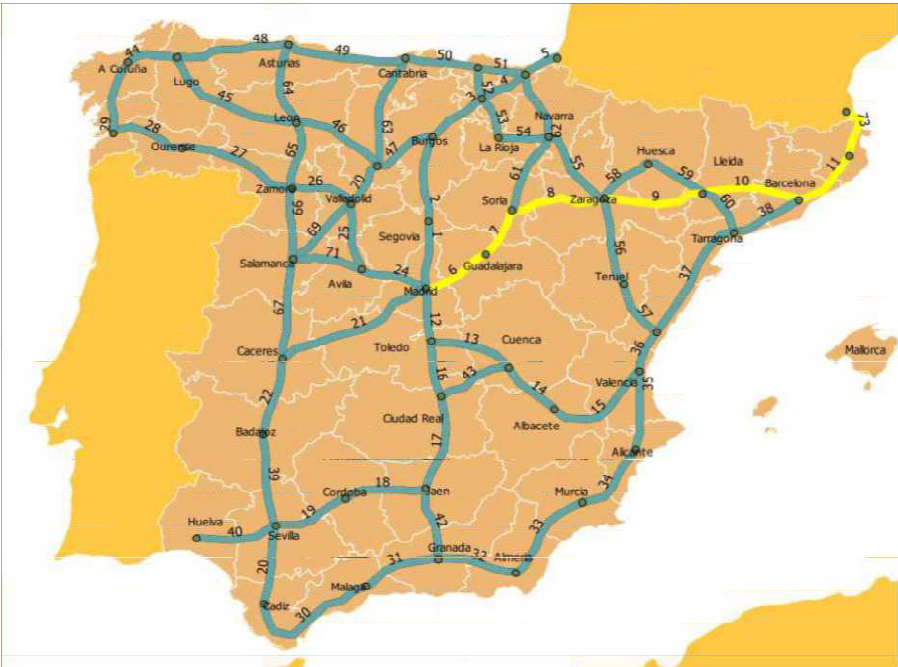 44
48
49
50
51
5
A Coruña
Asturias
Cantabria
4
73
Lugo
64
52
3
45
63
53
29
28
Leon
46
47
Burgos
La Rioja
54
Navarra
62
Ourense
27
65
55
Huesca
Lleida
11
Zamora
26
70
Valledolid
61
58
59
10
Barcelona
66
2
Soria
8
Zaragoza
9
60
38
69
25
Segovia
1
7
Tarragona
Salamanca
71
Avila
24
6
Guadalajara
56
37
Madrid
Teruel
67
21
12
57
Toledo
13
Cuenca
36
Caceres
16
43
Valencia
35
Mallorca
22
14
15
Ciudad Real
Albacete
Badajoz
17
Alicante
39
18
34
Cordoba
Jaen
Murcia
Huelva
19
42
33
40
Sevilla
Granada
20
31
32
Almeria
Malaga
Cadiz
30